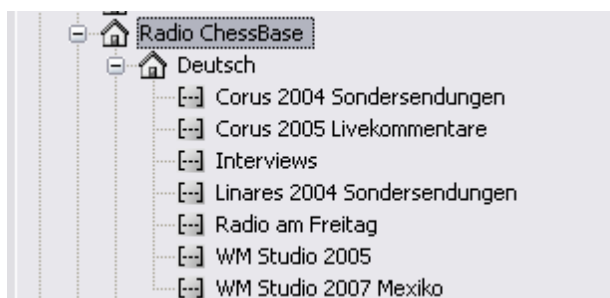 Radio ChessBase
Deutsch
Corus 2004 Sondersendungen
Corus 2005 Livekommentare
Interviews
Linares 2004 Sondersendungen
Radio am Freitag
WM Studio 2005
WM Studio 2007 Mexiko